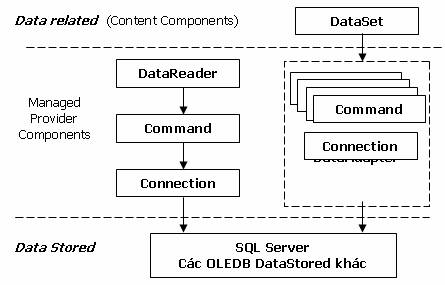 Data related (Content Components)
DataSet
Managed
Provider
Components
DataReader
Command
Connection
Command
Connection
DataAdapter
Data Stored
SQL Server
Các OLEDB DataStored khác